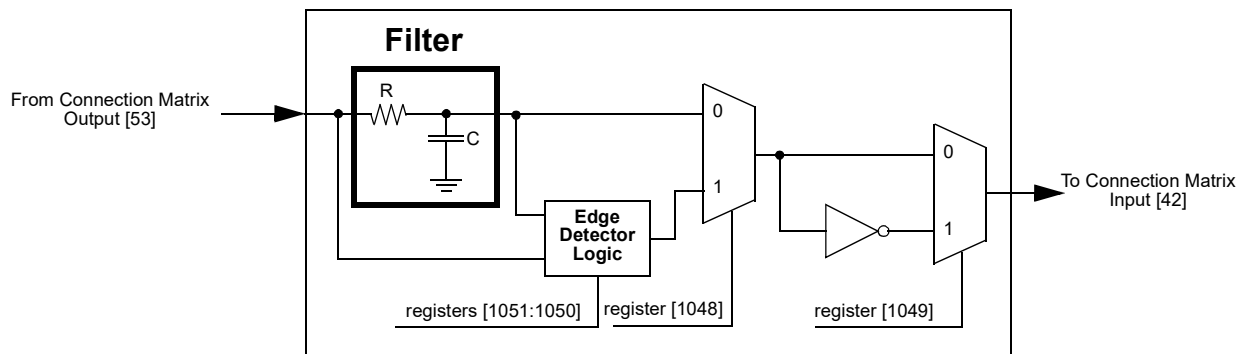 Filter
R
From Connection Matrix
Output [53]
0
C
0
To Connection Matrix
Input [42]
1
Edge
Detector
Logic
1
registers [1051:1050]
register [1048]
register [1049]